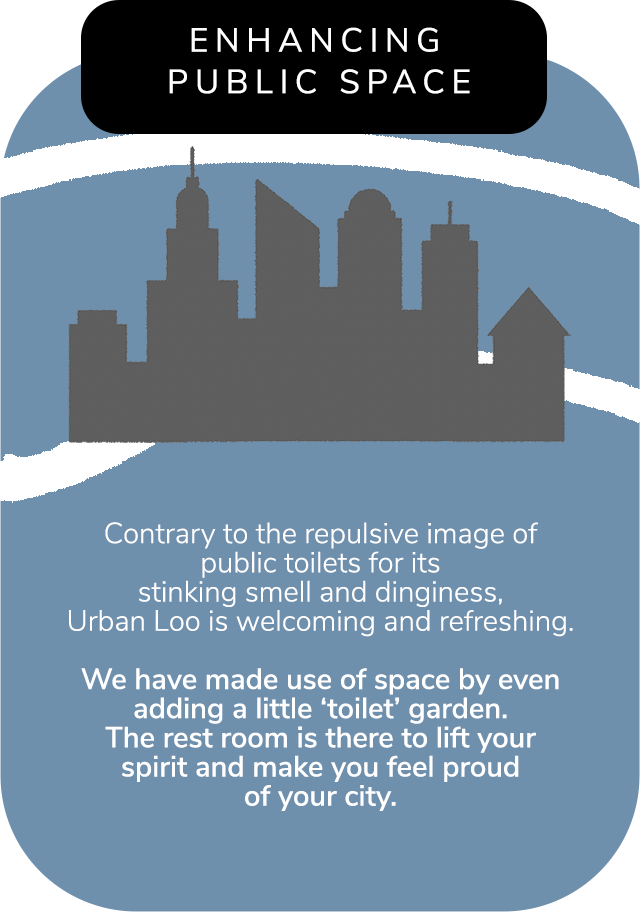 ENHANCING
PUBLIC SPACE
Contrary to the repulsive image of
public toilets for its
stinking smell and dinginess,
Urban Loo is welcoming and refreshing.
We have made use of space by even
adding a little ‘toilet’ garden.
The rest room is there to lift your
spirit and make you feel proud
of your city.